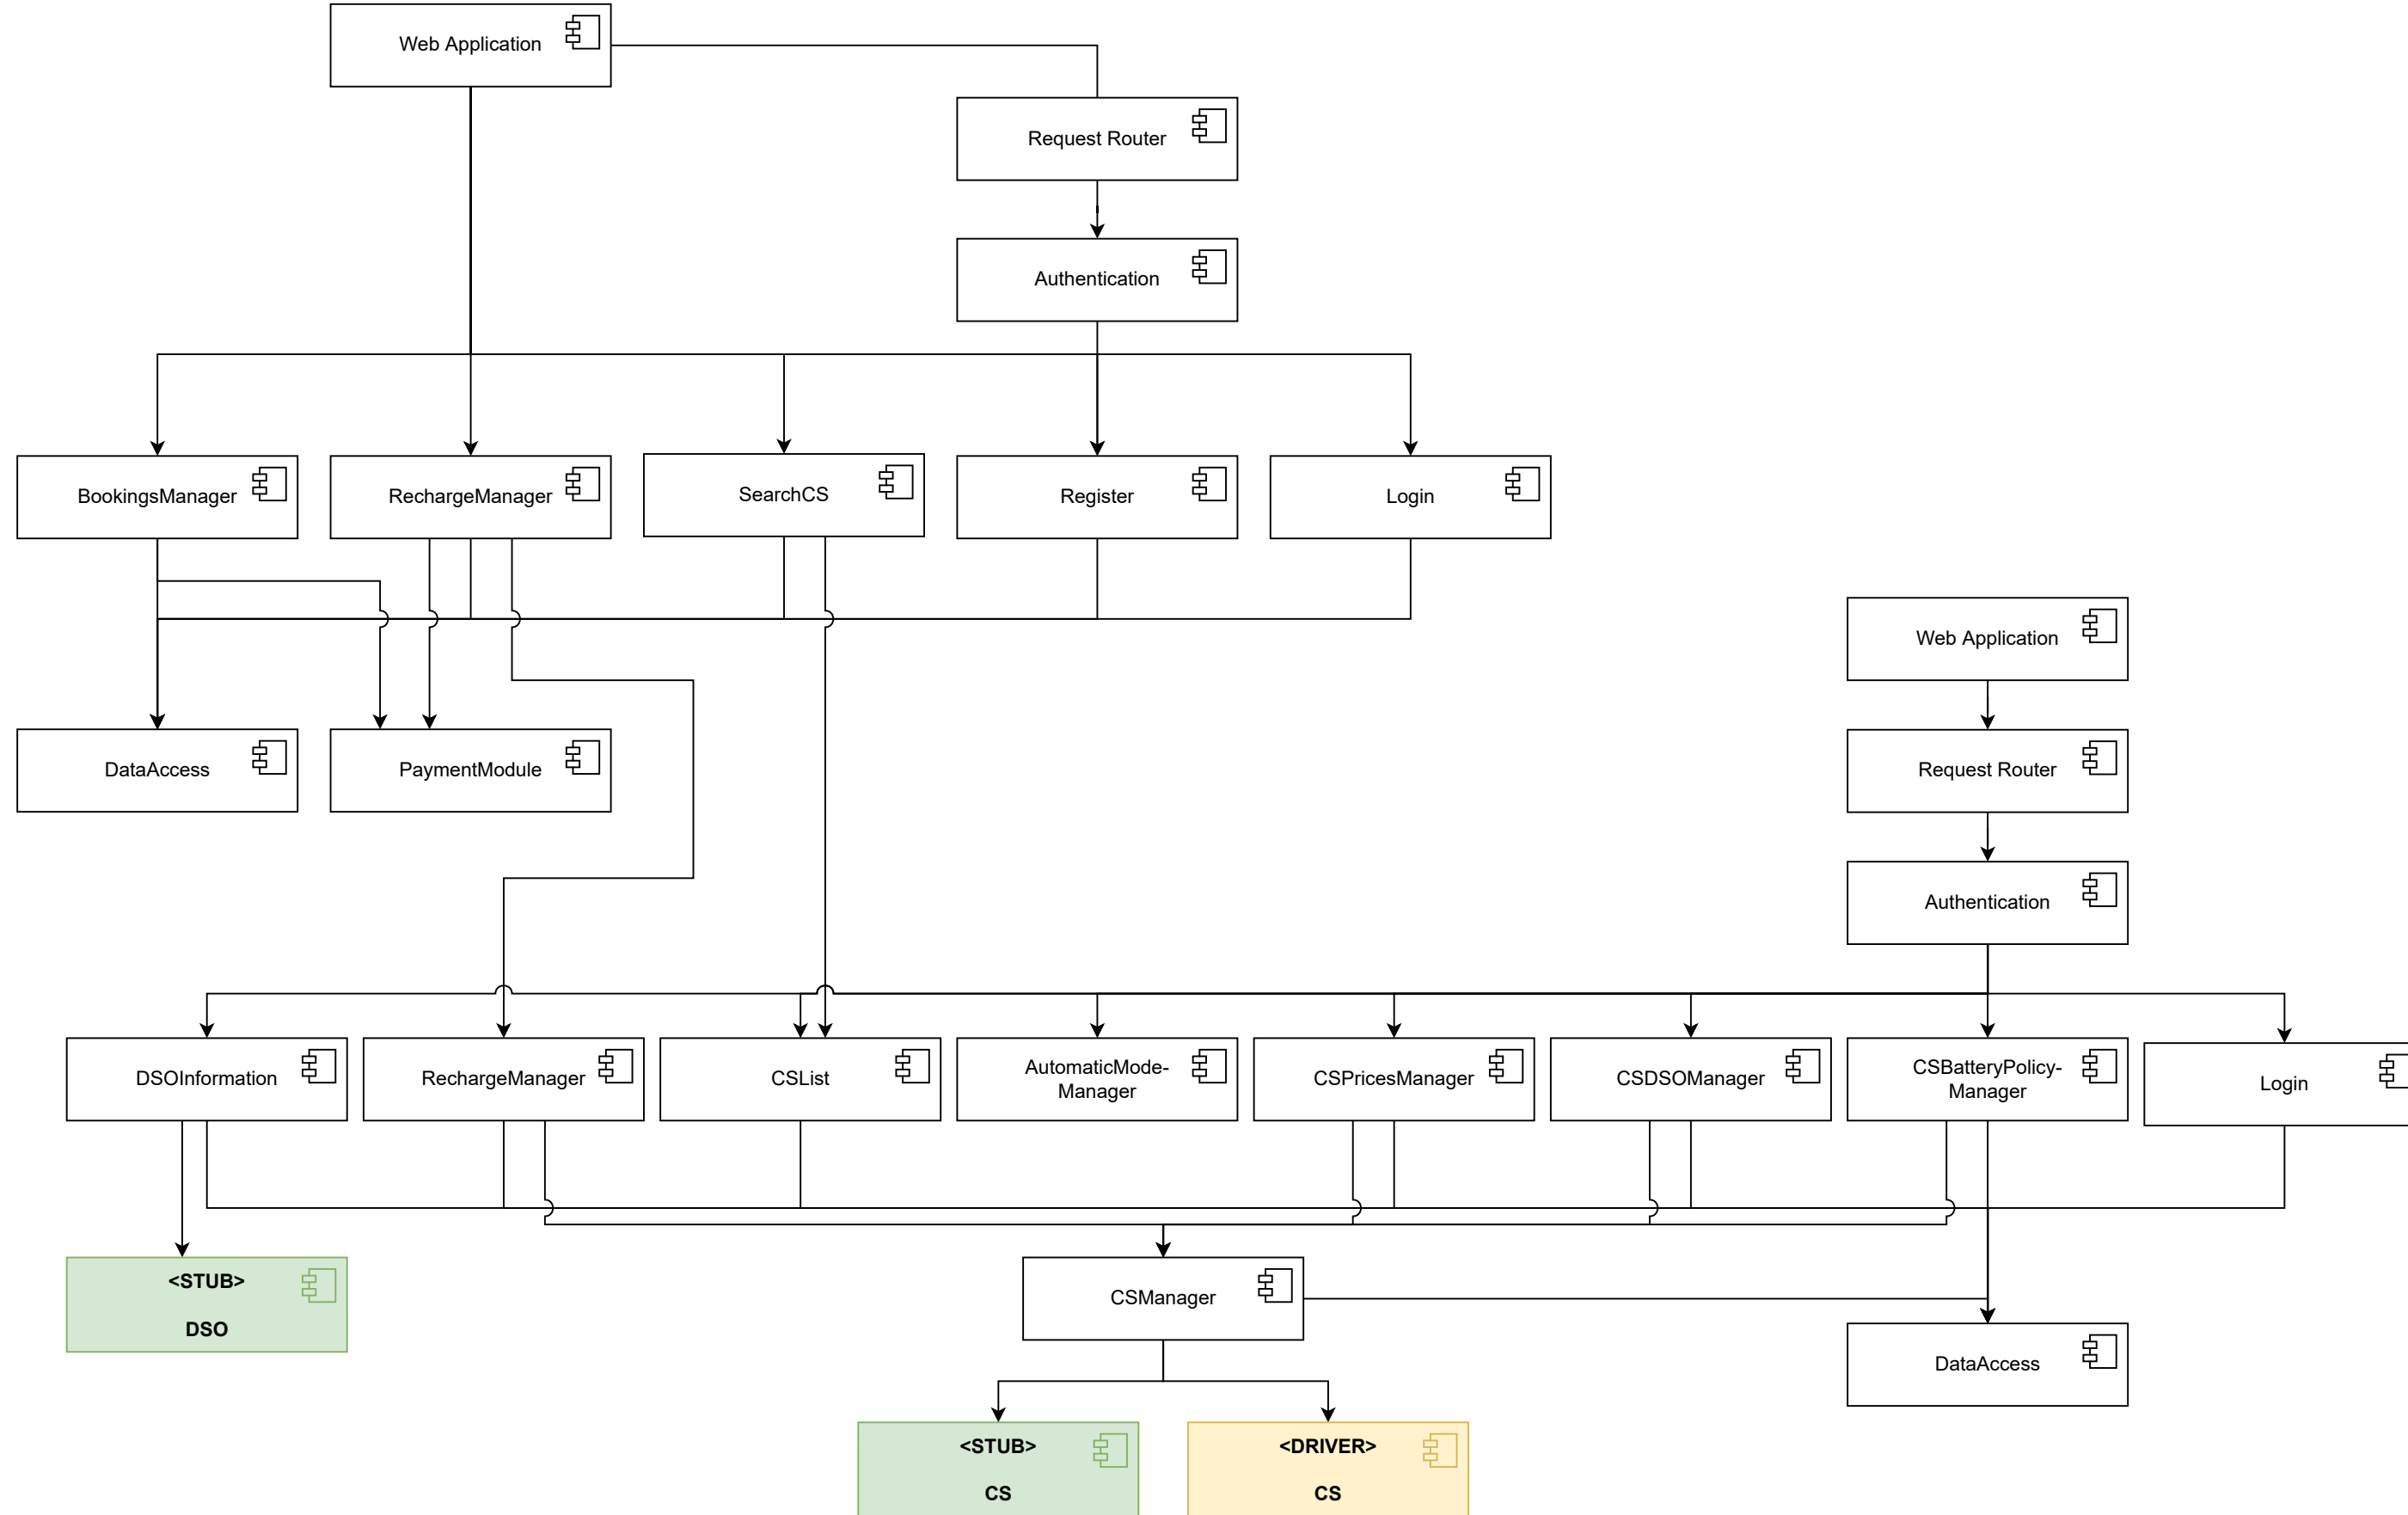 Web Application
Request Router
Authentication
BookingsManager
RechargeManager
SearchCS
Register
Login
Web Application
DataAccess
PaymentModule
Request Router
Authentication
DSOInformation
RechargeManager
CSList
AutomaticMode-
Manager
CSPricesManager
CSDSOManager
CSBatteryPolicy-
Manager
Login
<STUB>
DSO
CSManager
DataAccess
<STUB>
CS
<DRIVER>
CS